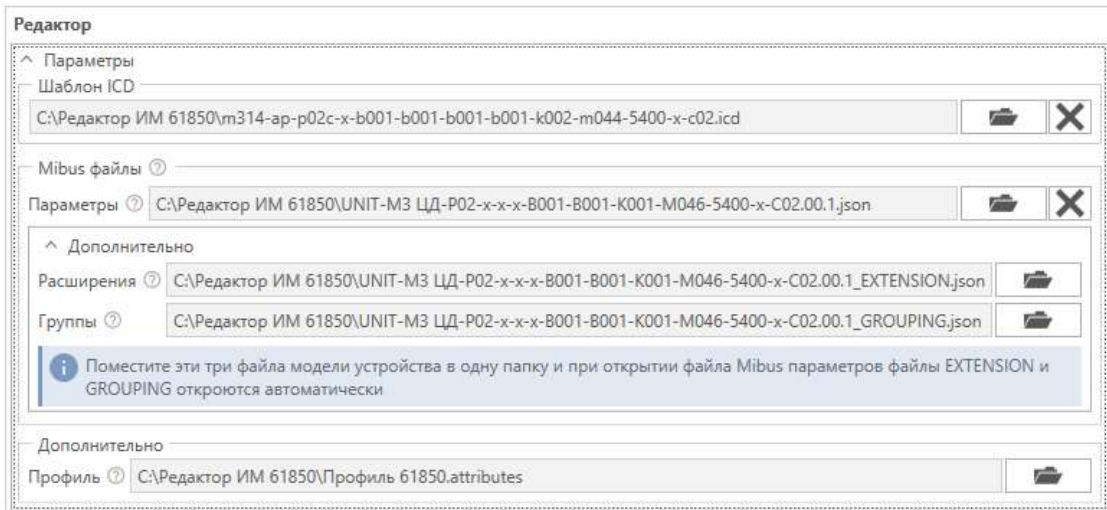 Редактор
Параметры
Шаблон ICD
C:\Редактор ИМ 61850\m314-ap-p02c-x-b001-b001-b001-b001-k002-m044-5400-x-c02.icd
Mibus файлы
Параметры C:\Редактор ИМ 61850\UNIT-M3 ЦД-P02-x-x-x-B001-B001-K001-M046-5400-x-C02.00.1.json
Дополнительно
Расширения C:\Редактор ИМ 61850\UNIT-M3 ЦД-P02-x-x-x-B001-B001-K001-M046-5400-x-C02.00.1_EXTENSION.json
Группы C:\Редактор ИМ 61850\UNIT-M3 ЦД-P02-x-x-x-B001-B001-K001-M046-5400-x-C02.00.1_GROUPING.json
Поместите эти три файла модели устройства в одну папку и при открытии файла Mibus параметров файлы EXTENSION и
GROUPING откроются автоматически
Дополнительно
Профиль C:\Редактор ИМ 61850\Профиль 61850.attributes